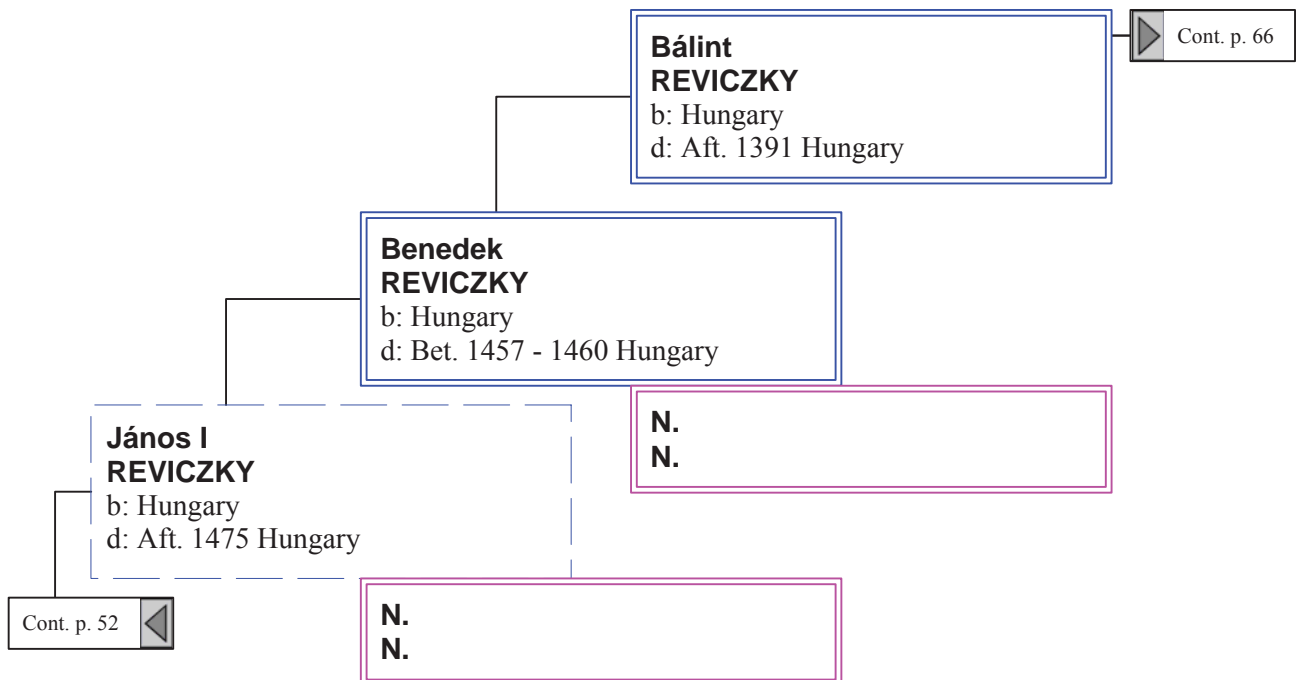 Bálint
REVICZKY
b: Hungary
d: Aft. 1391 Hungary
Cont. p. 66
Benedek
REVICZKY
b: Hungary
d: Bet. 1457 - 1460 Hungary
N.
N.
János I
REVICZKY
b: Hungary
d: Aft. 1475 Hungary
Cont. p. 52
N.
N.